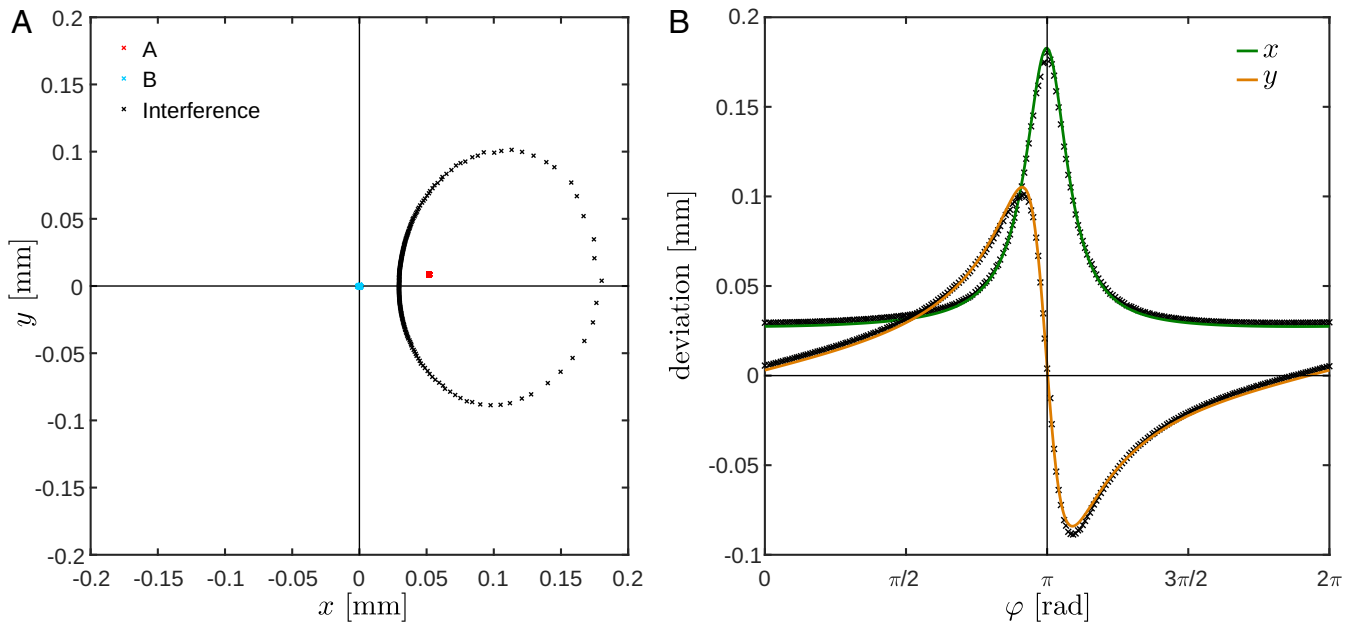 A
0.2
0.15
0.1
0.05
0
-0.05
-0.1
-0.15
-0.2
-0.2 -0.15 -0.1 -0.05 0 0.05 0.1 0.15 0.2
x [mm]
y [mm]
A
B
Interference
B
0.2
0.15
0.1
0.05
0
-0.05
-0.1
0 π/2 π 3π/2 2π
φ [rad]
deviation [mm]
x
y